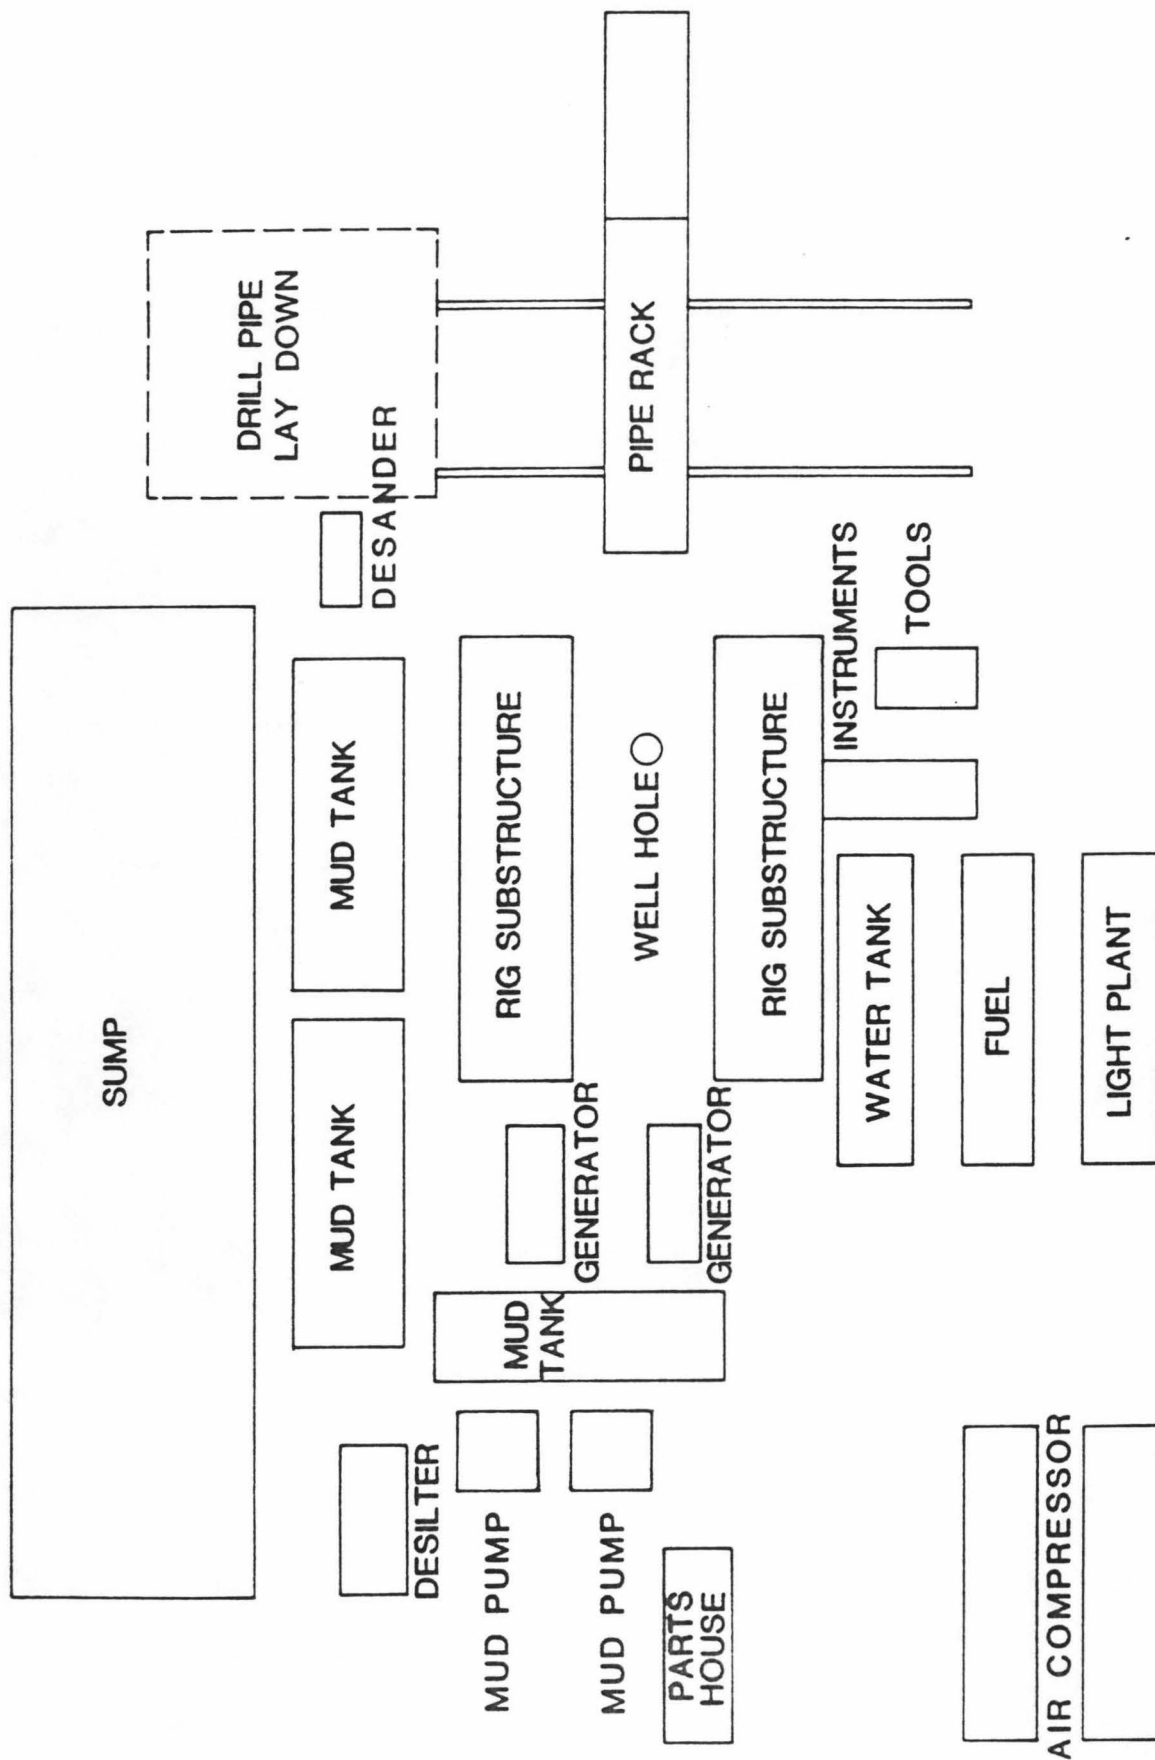 SUMP
DRILL PIPE
LAY DOWN
DESANDER
MUD TANK
MUD TANK
DESILTER
RIG SUBSTRUCTURE
GENERATOR
MUD
TANK
MUD PUMP
PIPE RACK
WELL HOLE
GENERATOR
MUD PUMP
PARTS
HOUSE
RIG SUBSTRUCTURE
INSTRUMENTS
TOOLS
WATER TANK
FUEL
LIGHT PLANT
AIR COMPRESSOR